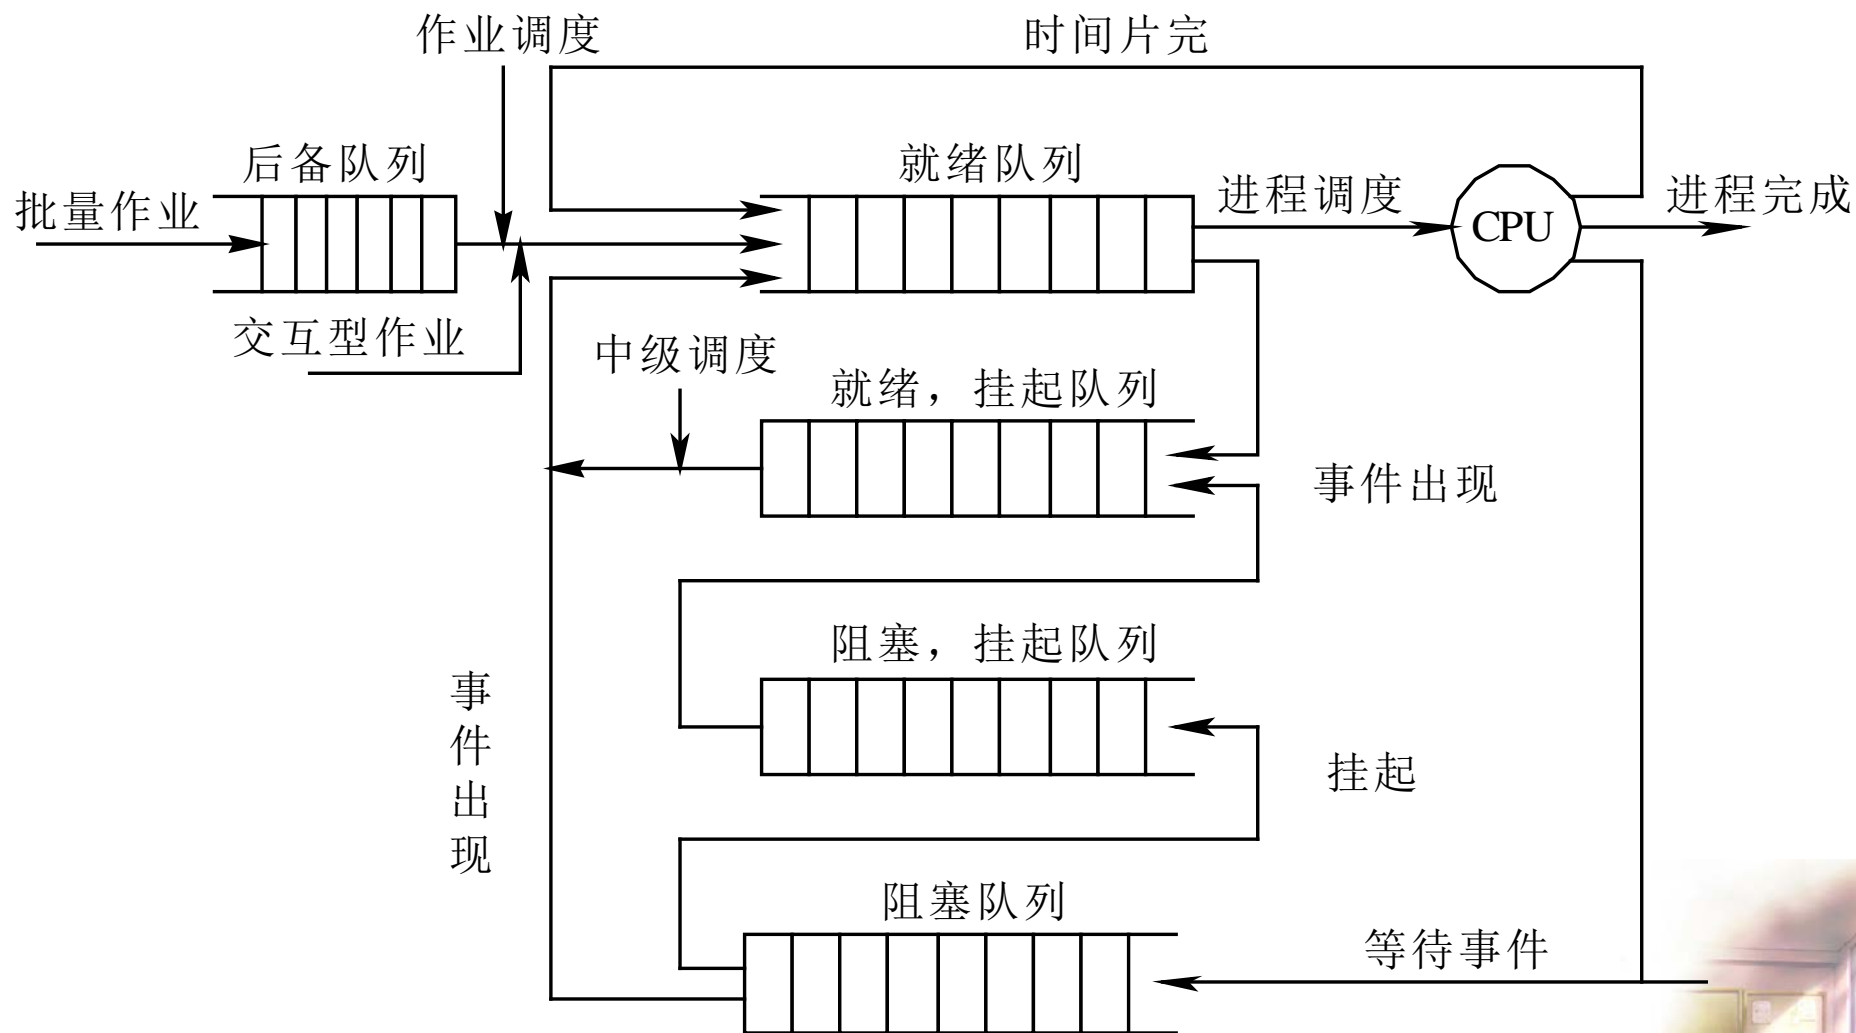 作业调度
时间片完
后备队列
就绪队列
批量作业
进程调度
CPU
进程完成
交互型作业
中级调度
就绪，挂起队列
事件出现
阻塞，挂起队列
事件出现
挂起
阻塞队列
等待事件